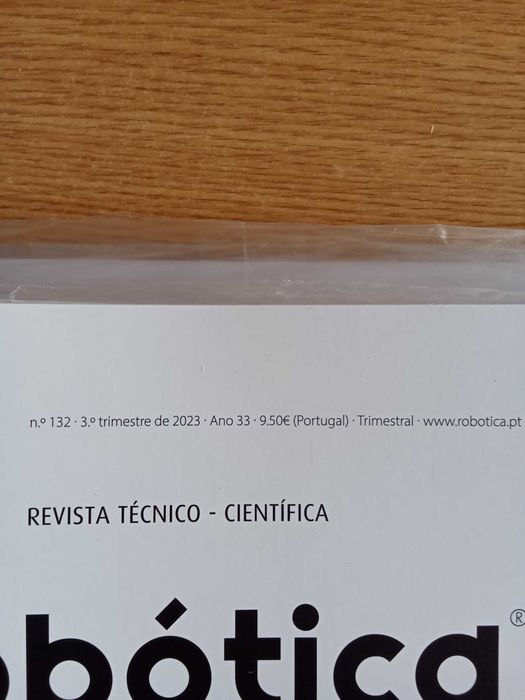 n.º 132 · 3.º trimestre de 2023 · Ano 33 · 9.50€ (Portugal) · Trimestral · www.robotica.pt
REVISTA TÉCNICO - CIENTÍFICA
obótica®